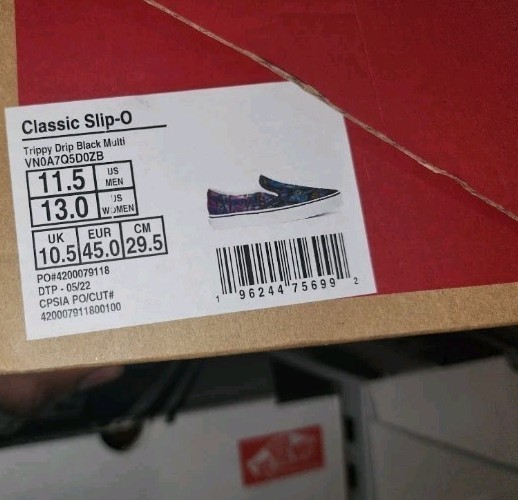 Classic Slip-O
Trippy Drip Black Multi
VN0A7Q5D0ZB
11.5 US MEN
13.0 US WOMEN
UK EUR CM
10.5 45.0 29.5
PO#4200079118
DTP - 05/22
CPSIA PO/CUT#
420007911800100
1 96244 75699 2